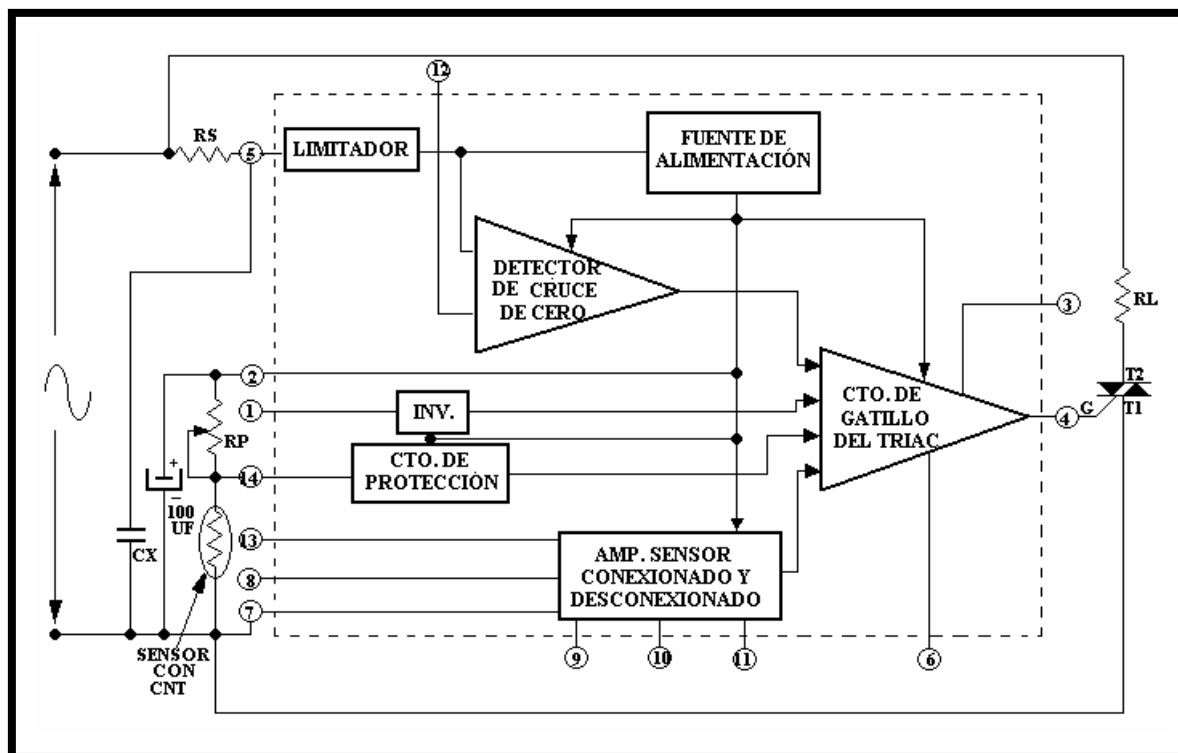 12
RS
5
LIMITADOR
FUENTE DE
ALIMENTACIÓN
DETECTOR
DE CRUCE
DE CERO
3
RL
2
1
INV.
RP
CTO. DE
PROTECCIÓN
14
CTO. DE
GATILLO
DEL TRIAC
4
G
T2
T1
+
-
100
UF
CX
13
8
7
AMP. SENSOR
CONEXIONADO Y
DESCONEXIONADO
9
10
11
6
SENSOR
CON
CNT